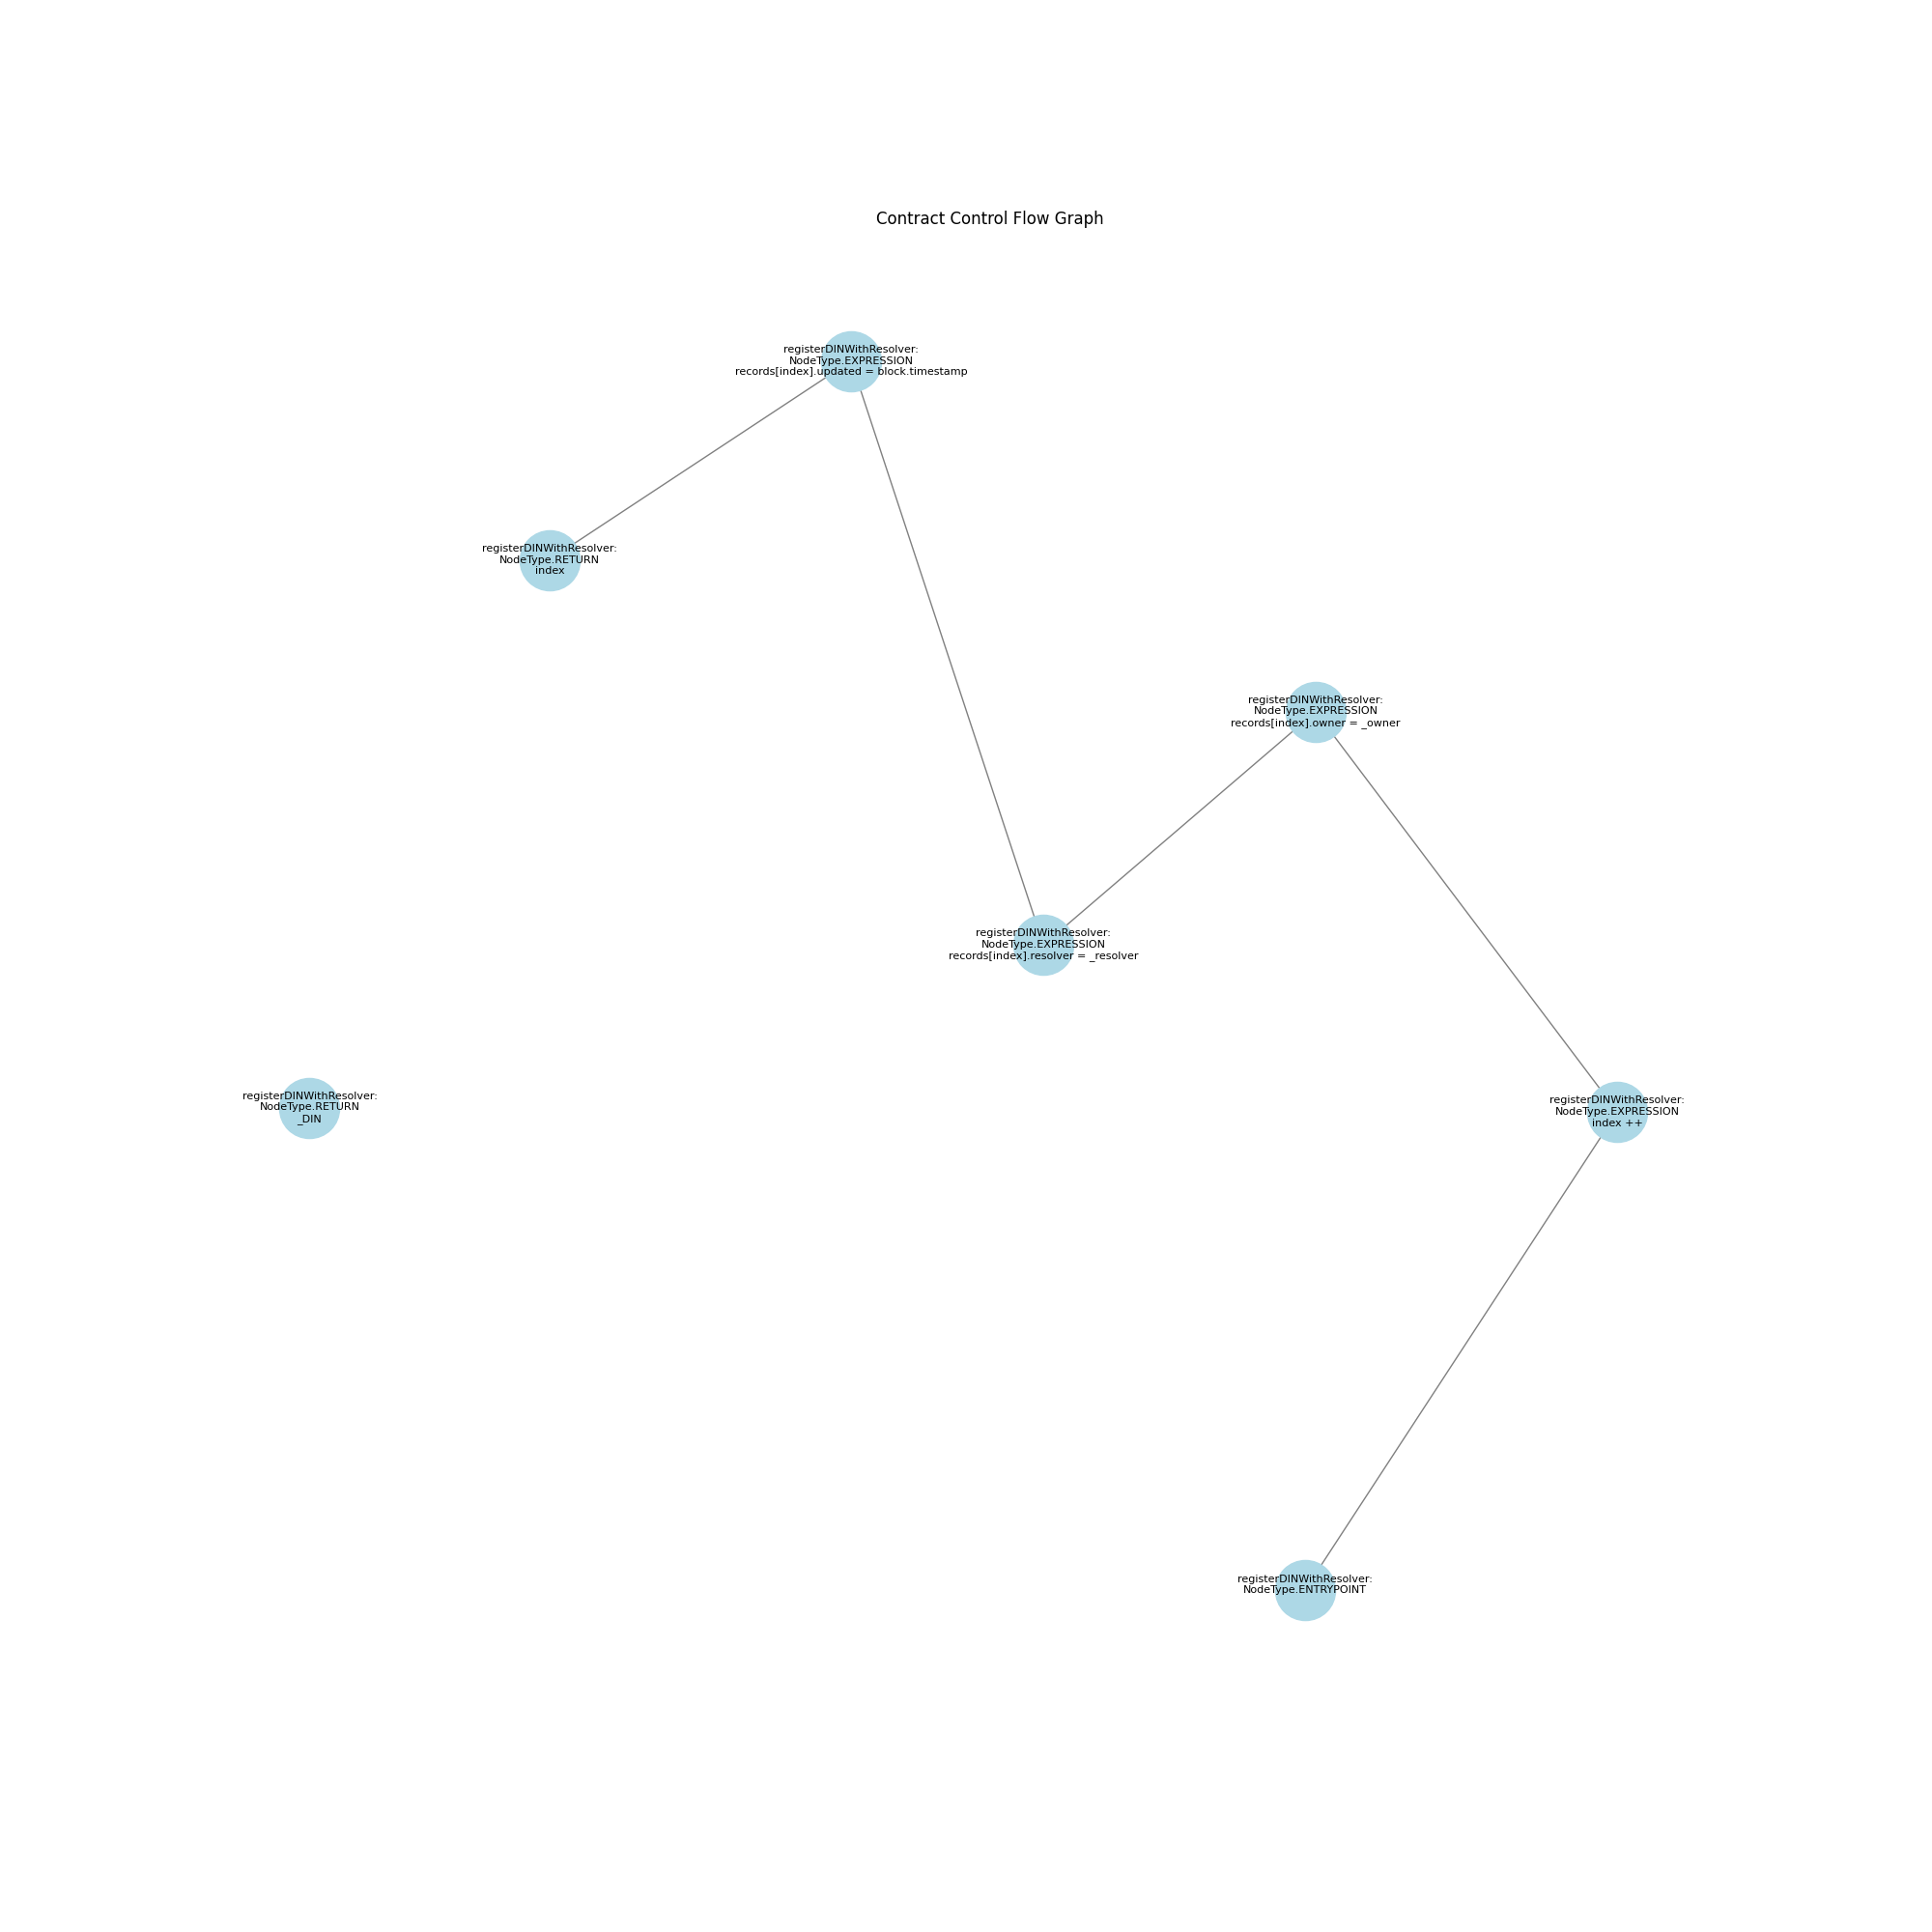 Contract Control Flow Graph
registerDINWithResolver:
NodeType.EXPRESSION
records[index].updated = block.timestamp
registerDINWithResolver:
NodeType.RETURN
index
registerDINWithResolver:
NodeType.EXPRESSION
records[index].owner = _owner
registerDINWithResolver:
NodeType.EXPRESSION
records[index].resolver = _resolver
registerDINWithResolver:
NodeType.RETURN
_DIN
registerDINWithResolver:
NodeType.EXPRESSION
index ++
registerDINWithResolver:
NodeType.ENTRYPOINT